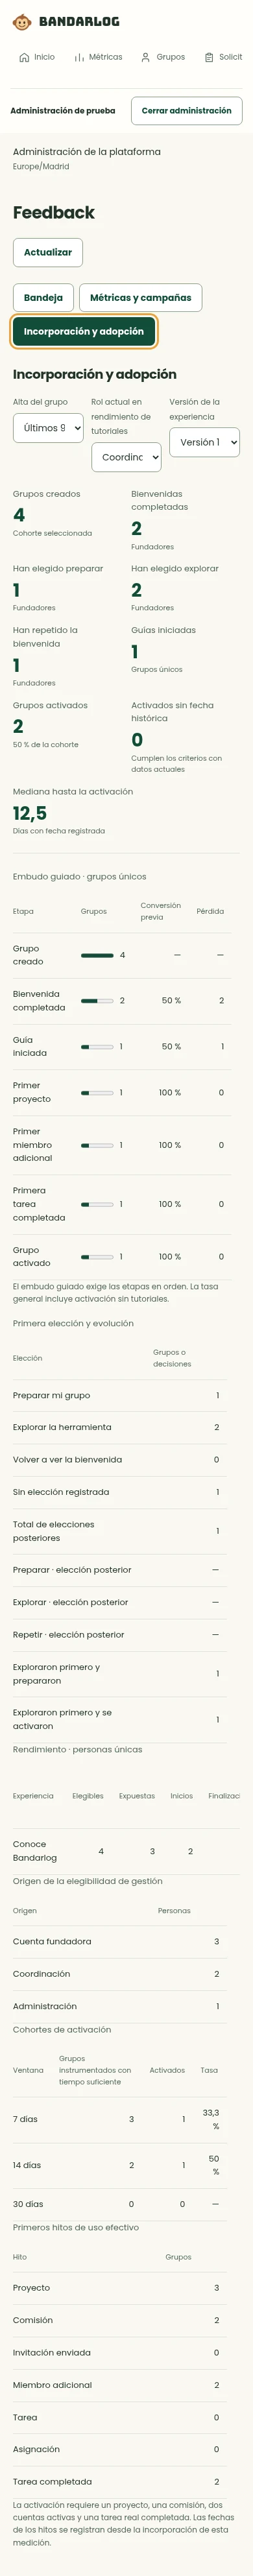 BANDARLOG
Inicio Métricas Grupos Solicit
Administración de prueba Cerrar administración
Administración de la plataforma
Europe/Madrid
Feedback
Actualizar
Bandeja Métricas y campañas
Incorporación y adopción
Incorporación y adopción
Alta del grupo
Últimos 9
Rol actual en
rendimiento de
tutoriales
Coordinc
Versión de la
experiencia
Versión 1
Grupos creados
4
Cohorte seleccionada
Bienvenidas
completadas
2
Fundadores
Han elegido preparar
1
Fundadores
Han elegido explorar
2
Fundadores
Han repetido la
bienvenida
1
Fundadores
Guías iniciadas
1
Grupos únicos
Grupos activados
2
50 % de la cohorte
Activados sin fecha
histórica
0
Cumplen los criterios con
datos actuales
Mediana hasta la activación
12,5
Días con fecha registrada
Embudo guiado · grupos únicos
Etapa Grupos Conversión
previa Pérdida
Grupo
creado 4 — —
Bienvenida
completada 2 50 % 2
Guía
iniciada 1 50 % 1
Primer
proyecto 1 100 % 0
Primer
miembro
adicional 1 100 % 0
Primera
tarea
completada 1 100 % 0
Grupo
activado 1 100 % 0
El embudo guiado exige las etapas en orden. La tasa
general incluye activación sin tutoriales.
Primera elección y evolución
Elección Grupos o
decisiones
Preparar mi grupo 1
Explorar la herramienta 2
Volver a ver la bienvenida 0
Sin elección registrada 1
Total de elecciones
posteriores 1
Preparar · elección posterior —
Explorar · elección posterior —
Repetir · elección posterior —
Exploraron primero y
prepararon 1
Exploraron primero y se
activaron 1
Rendimiento · personas únicas
Experiencia Elegibles Expuestas Inicios Finalizaci
Conoce
Bandarlog 4 3 2
Origen de la elegibilidad de gestión
Origen Personas
Cuenta fundadora 3
Coordinación 2
Administración 1
Cohortes de activación
Ventana Grupos
instrumentados con
tiempo suficiente Activados Tasa
7 días 3 1 33,3
%
14 días 2 1 50
%
30 días 0 0 —
Primeros hitos de uso efectivo
Hito Grupos
Proyecto 3
Comisión 2
Invitación enviada 0
Miembro adicional 2
Tarea 0
Asignación 0
Tarea completada 2
La activación requiere un proyecto, una comisión, dos
cuentas activas y una tarea real completada. Las fechas
de los hitos se registran desde la incorporación de esta
medición.